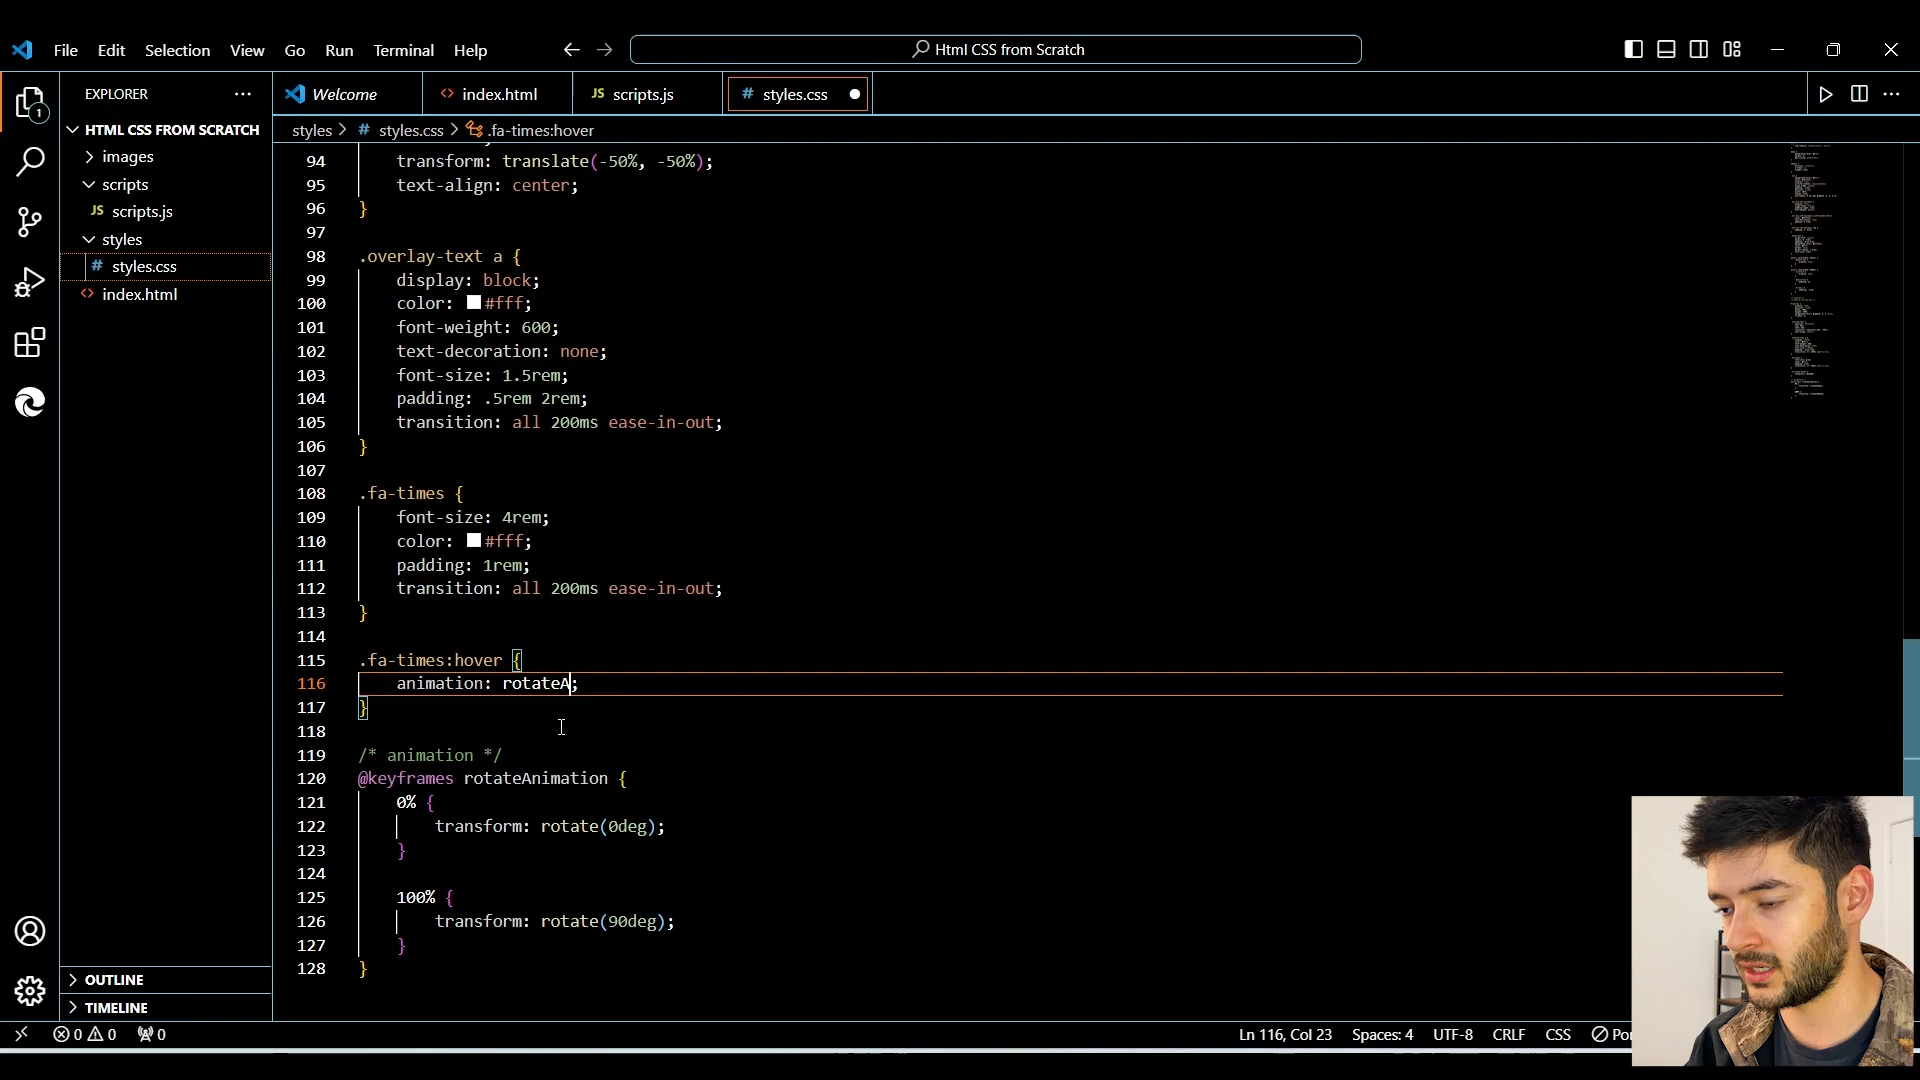 File Edit Selection View Go Run Terminal Help
Html CSS from Scratch
EXPLORER
Welcome
index.html
JS scripts.js
# styles.css
HTML CSS FROM SCRATCH
styles > # styles.css > .fa-times:hover
images
scripts
JS scripts.js
styles
# styles.css
<> index.html
94 transform: translate(-50%, -50%);
95 text-align: center;
96 }
97
98 .overlay-text a {
99 display: block;
100 color: #fff;
101 font-weight: 600;
102 text-decoration: none;
103 font-size: 1.5rem;
104 padding: .5rem 2rem;
105 transition: all 200ms ease-in-out;
106 }
107
108 .fa-times {
109 font-size: 4rem;
110 color: #fff;
111 padding: 1rem;
112 transition: all 200ms ease-in-out;
113 }
114
115 .fa-times:hover {
116 animation: rotateA;
117 }
118
119 /* animation */
120 @keyframes rotateAnimation {
121 0% {
122 transform: rotate(0deg);
123 }
124
125 100% {
126 transform: rotate(90deg);
127 }
128 }
OUTLINE
TIMELINE
0 0 0
Ln 116, Col 23 Spaces: 4 UTF-8 CRLF CSS